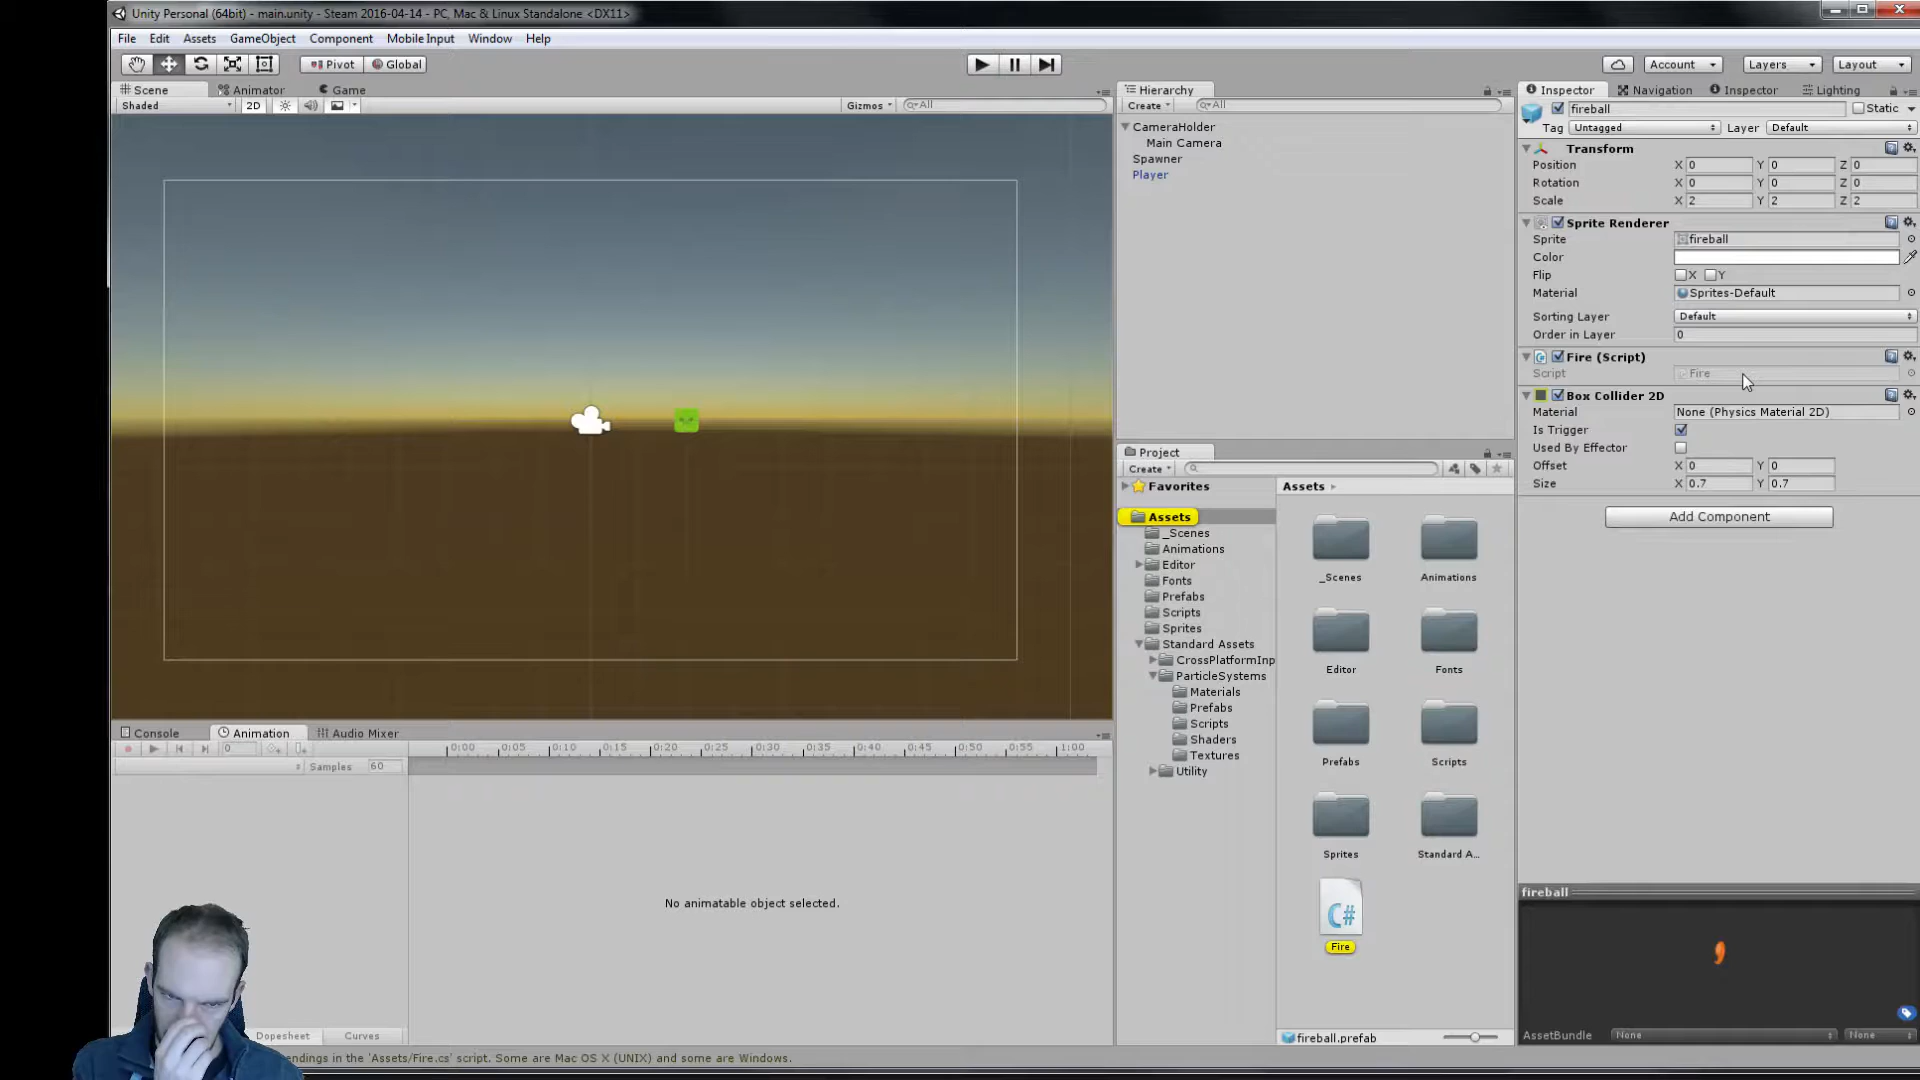 Unity Personal (64bit) - main.unity - Steam 2016-04-14 - PC, Mac & Linux Standalone <DX11>
File Edit Assets GameObject Component Mobile Input Window Help
Pivot Global Account Layers Layout
Scene Animator Game
Shaded 2D Gizmos All
Hierarchy
Create All
CameraHolder
Main Camera
Spawner
Player
Inspector Navigation Inspector Lighting
fireball Static
Tag Untagged Layer Default
Transform
Position X 0 Y 0 Z 0
Rotation X 0 Y 0 Z 0
Scale X 2 Y 2 Z 2
Sprite Renderer
Sprite fireball
Color
Flip X Y
Material Sprites-Default
Sorting Layer Default
Order in Layer 0
Fire (Script)
Script Fire
Box Collider 2D
Material None (Physics Material 2D)
Is Trigger
Used By Effector
Offset X 0 Y 0
Size X 0.7 Y 0.7
Add Component
Project
Create
Favorites
Assets
_Scenes
Animations
Editor
Fonts
Prefabs
Scripts
Sprites
Standard Assets
CrossPlatformInp
ParticleSystems
Materials
Prefabs
Scripts
Shaders
Textures
Utility
Assets
_Scenes Animations
Editor Fonts
Prefabs Scripts
Sprites Standard A...
C#
Fire
fireball.prefab
Console Animation Audio Mixer
0 0:00 0:05 0:10 0:15 0:20 0:25 0:30 0:35 0:40 0:45 0:50 0:55 1:00
Samples 60
No animatable object selected.
Dopesheet Curves
endings in the 'Assets/Fire.cs' script. Some are Mac OS X (UNIX) and some are Windows.
fireball
AssetBundle None None